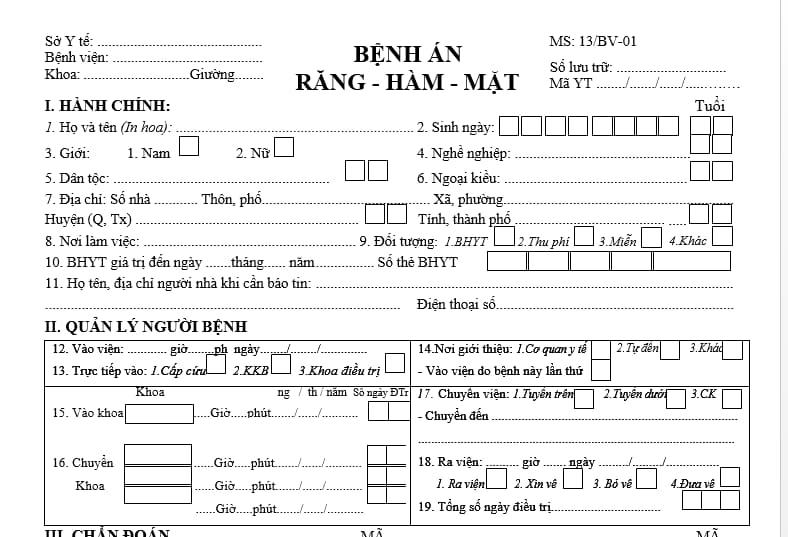 Sở Y tế: ............................................
Bệnh viện: ........................................
Khoa: ............................Giường........
BỆNH ÁN
RĂNG - HÀM - MẶT
MS: 13/BV-01
Số lưu trữ: .............................
Mã YT ......../......./......./...............
I. HÀNH CHÍNH:
Tuổi
1. Họ và tên (In hoa): ................................................................ 2. Sinh ngày:
3. Giới: 1. Nam 2. Nữ 4. Nghề nghiệp: ..............................................
5. Dân tộc: .......................................................... 6. Ngoại kiều: ................................................
7. Địa chỉ: Số nhà ............ Thôn, phố............................................. Xã, phường.............................................................
Huyện (Q, Tx) ............................................................ Tỉnh, thành phố ........................................ .....
8. Nơi làm việc: ........................................................ 9. Đối tượng: 1.BHYT 2.Thu phí 3.Miễn 4.Khác
10. BHYT giá trị đến ngày .......tháng...... năm................ Số thẻ BHYT
11. Họ tên, địa chỉ người nhà khi cần báo tin: ................................................................................................................
............................................................................................... Điện thoại số................................................................
II. QUẢN LÝ NGƯỜI BỆNH
12. Vào viện: ............ giờ.......ph ngày......./......../.............
13. Trực tiếp vào: 1.Cấp cứu 2.KKB 3.Khoa điều trị
14.Nơi giới thiệu: 1.Cơ quan y tế 2.Tự đến 3.Khác
- Vào viện do bệnh này lần thứ
Khoa ng / th / năm Số ngày ĐTr
15. Vào khoa .....Giờ.....phút......./....../........
16. Chuyển ......Giờ.....phút......./....../........
Khoa ......Giờ.....phút......./....../........
......Giờ.....phút......./....../........
17. Chuyển viện: 1.Tuyến trên 2.Tuyến dưới 3.CK
- Chuyển đến ..................................................................
.....................................................................................
18. Ra viện: ......... giờ ...... ngày ........./......../.............
1. Ra viện 2. Xin về 3. Bỏ về 4.Đưa về
19. Tổng số ngày điều trị..............................
III. CHẨN ĐOÁN MÃ MÃ